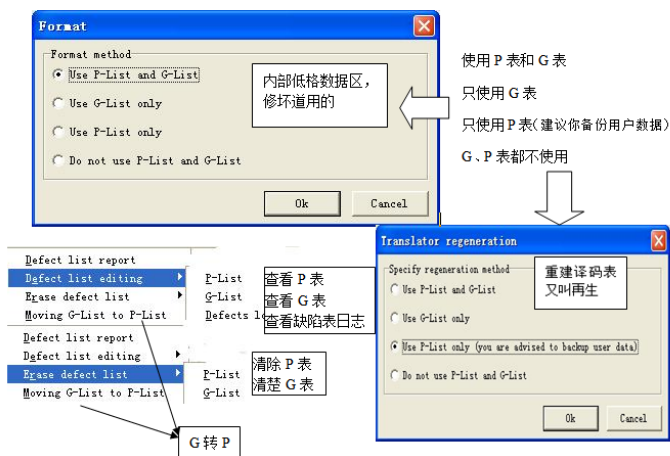 Format
Format method
Use P-List and G-List
Use G-List only
Use P-List only
Do not use P-List and G-List
内部低格数据区，
修坏道用的
Ok
Cancel
使用 P 表和 G 表
只使用 G 表
只使用 P 表（建议你备份用户数据）
G、P 表都不使用
Translator regeneration
Specify regeneration method
Use P-List and G-List
Use G-List only
Use P-List only (you are advised to backup user data)
Do not use P-List and G-List
重建译码表
又叫再生
Ok
Cancel
Defect list report
Defect list editing
Erase defect list
Moving G-List to P-List
P-List
G-List
Defects
查看 P 表
查看 G 表
查看缺陷表日志
Defect list report
Defect list editing
Erase defect list
Moving G-List to P-List
P-List
G-List
清除 P 表
清楚 G 表
G 转 P